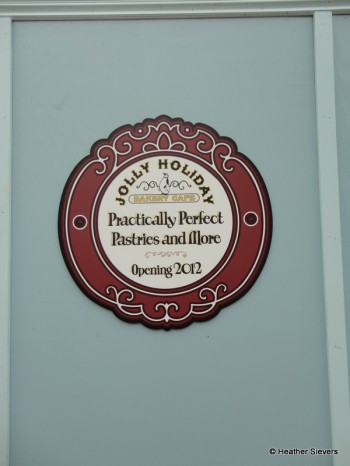 JOLLY HOLIDAY
BAKERY CAFE
Practically Perfect
Pastries and More
Opening 2012
© Heather Sievers